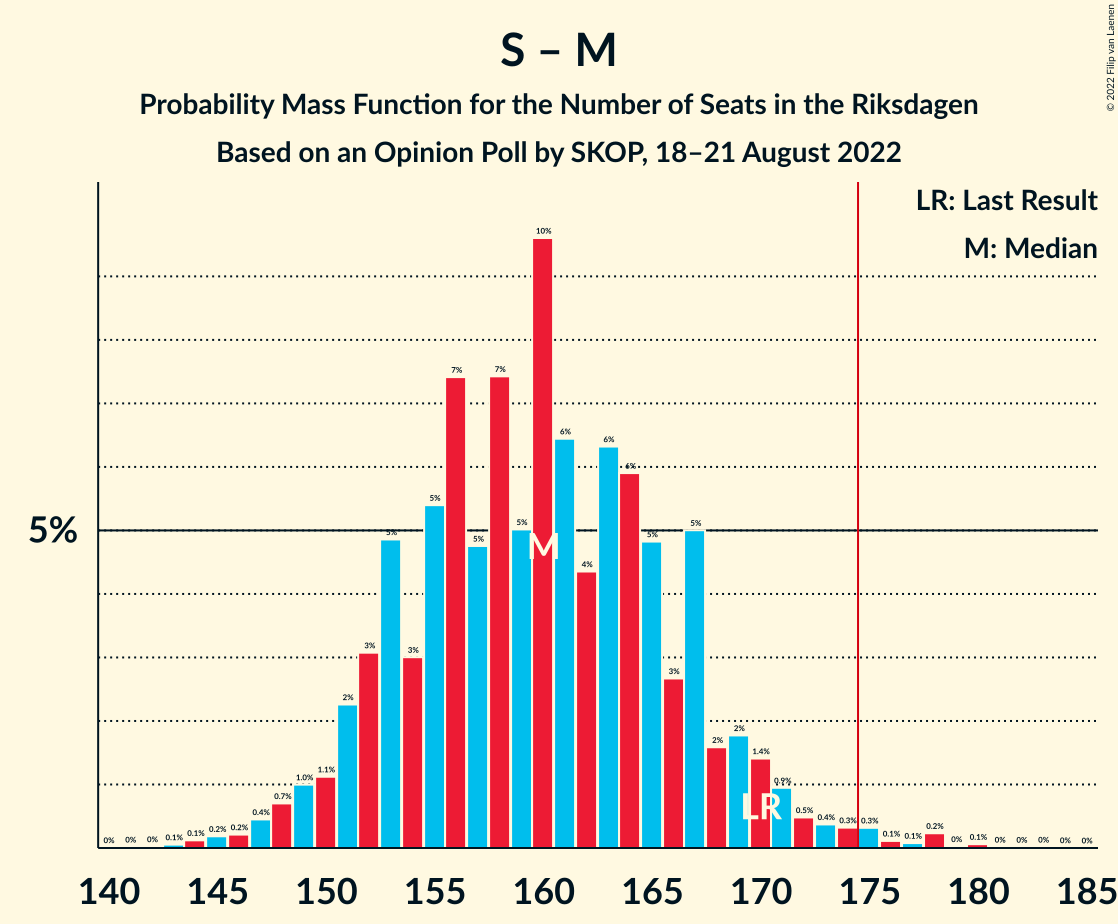 S – M
Probability Mass Function for the Number of Seats in the Riksdagen
Based on an Opinion Poll by SKOP, 18–21 August 2022
© 2022 Filip van Laenen
LR: Last Result
M: Median
5%
0% 0% 0% 0.1% 0.1% 0.2% 0.2% 0.4% 0.7% 1.0% 1.1% 2% 3% 5% 3% 5% 7% 5% 7% 5% 10% 6% 4% 6% 6% 5% 3% 5% 2% 2% 1.4% 0.9% 0.5% 0.4% 0.3% 0.3% 0.1% 0.1% 0.2% 0% 0.1% 0% 0% 0% 0% 0%
M
LR
140 145 150 155 160 165 170 175 180 185